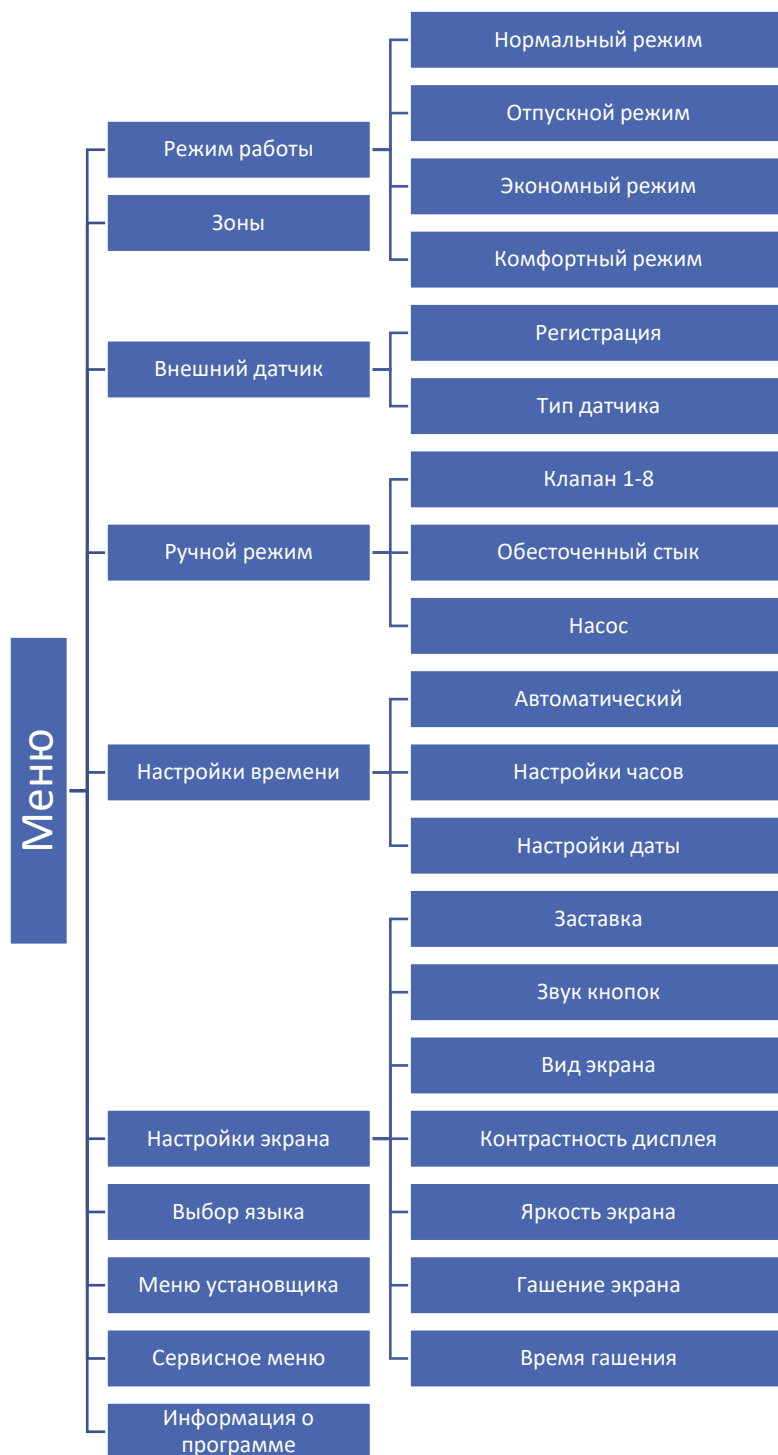 Меню
Режим работы
Нормальный режим
Отпускной режим
Экономный режим
Комфортный режим
Зоны
Внешний датчик
Регистрация
Тип датчика
Ручной режим
Клапан 1-8
Обесточенный стык
Насос
Настройки времени
Автоматический
Настройки часов
Настройки даты
Настройки экрана
Заставка
Звук кнопок
Вид экрана
Контрастность дисплея
Яркость экрана
Гашение экрана
Время гашения
Выбор языка
Меню установщика
Сервисное меню
Информация о
программе